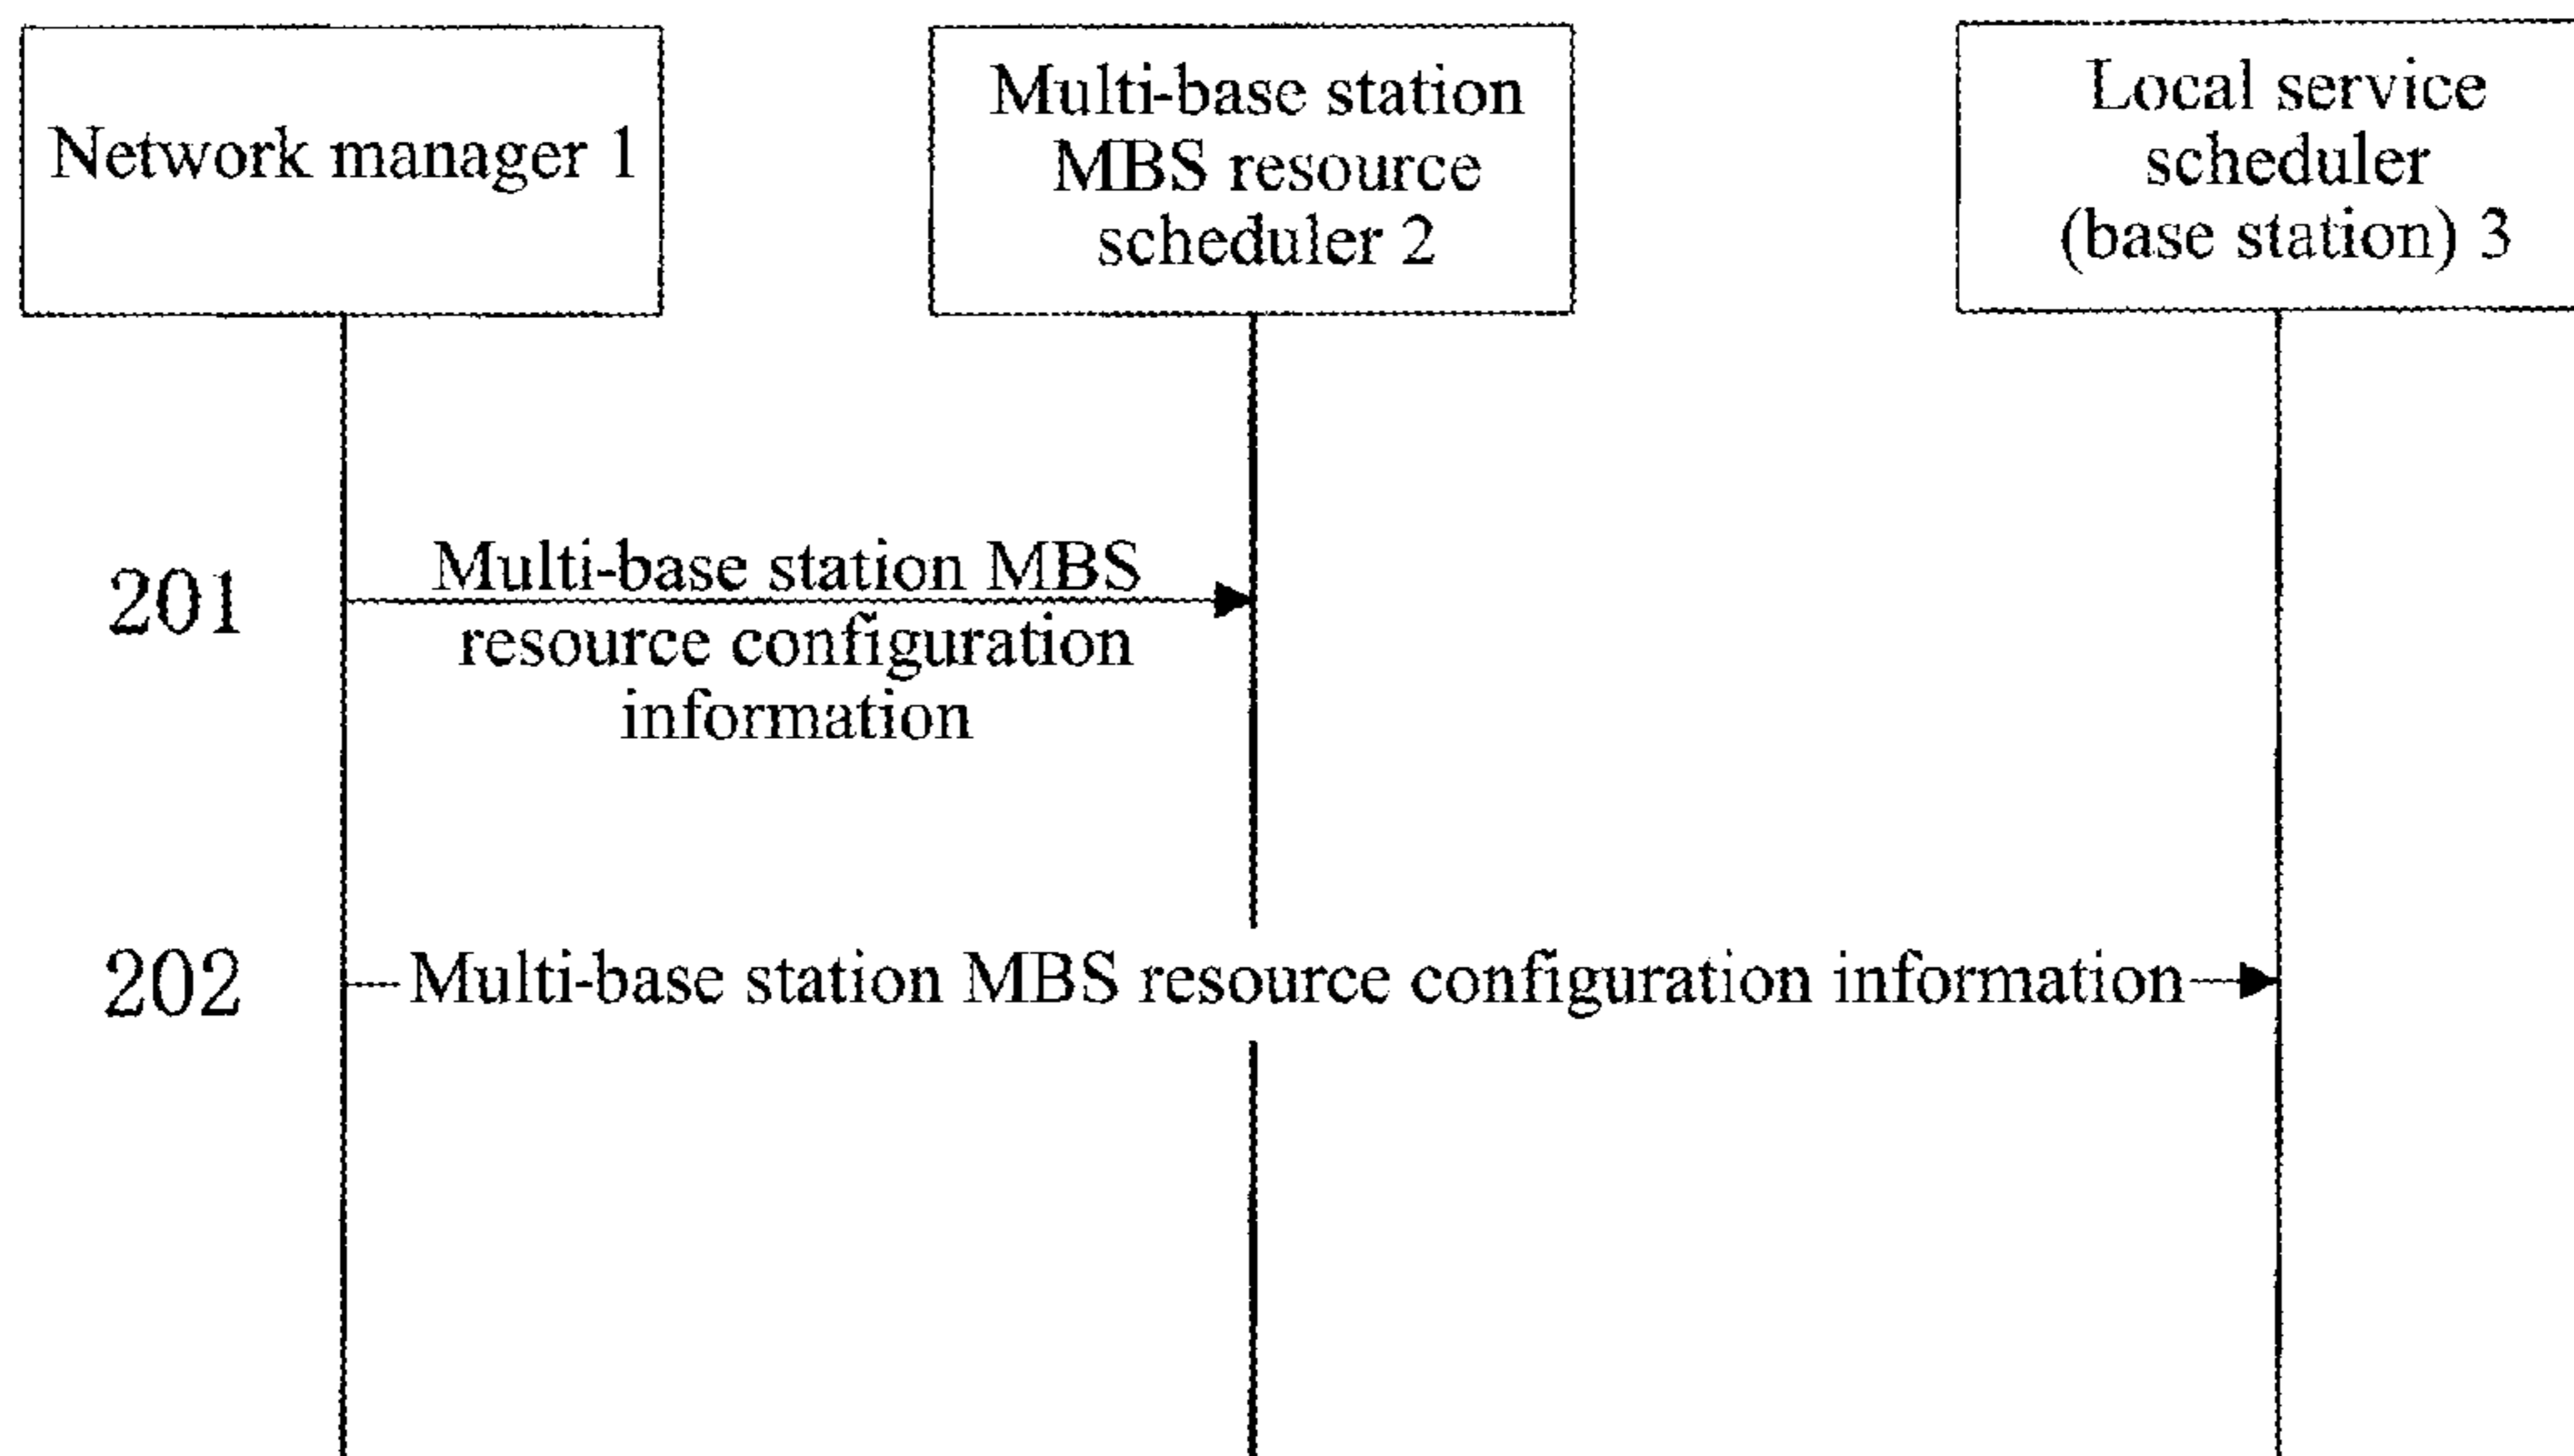 Network manager 1
Multi-base station
MBS resource
scheduler 2
Local service
scheduler
(base station) 3
201
Multi-base station MBS
resource configuration
information
202
Multi-base station MBS resource configuration information